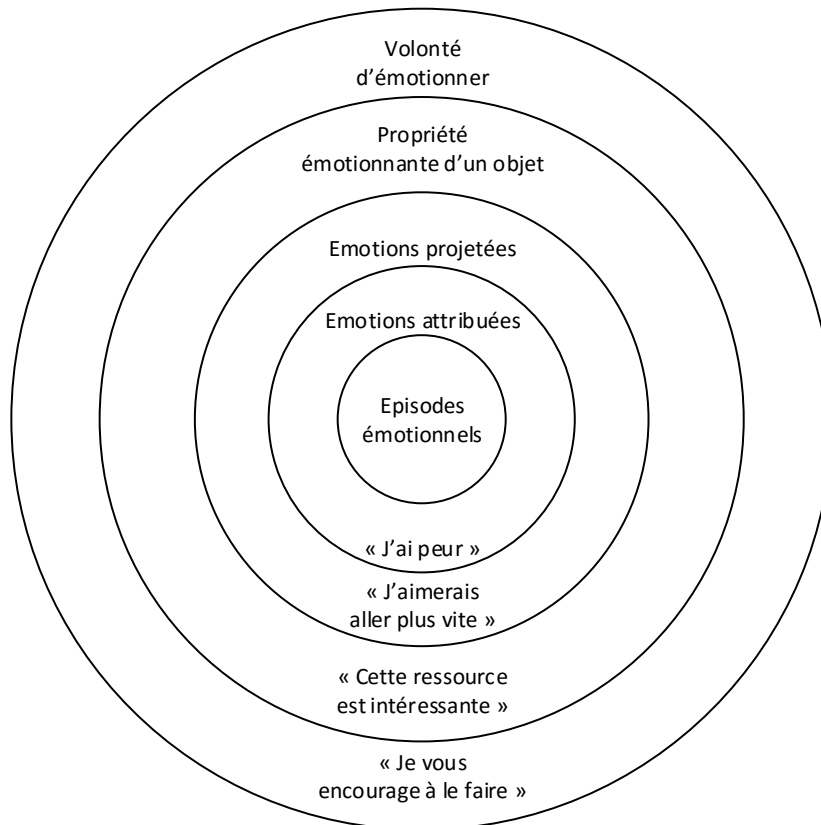 Volonté
d'émotionner
Propriété
émotionnante d'un objet
Emotions projetées
Emotions attribuées
Episodes
émotionnels
« J'ai peur »
« J'aimerais
aller plus vite »
« Cette ressource
est intéressante »
« Je vous
encourage à le faire »